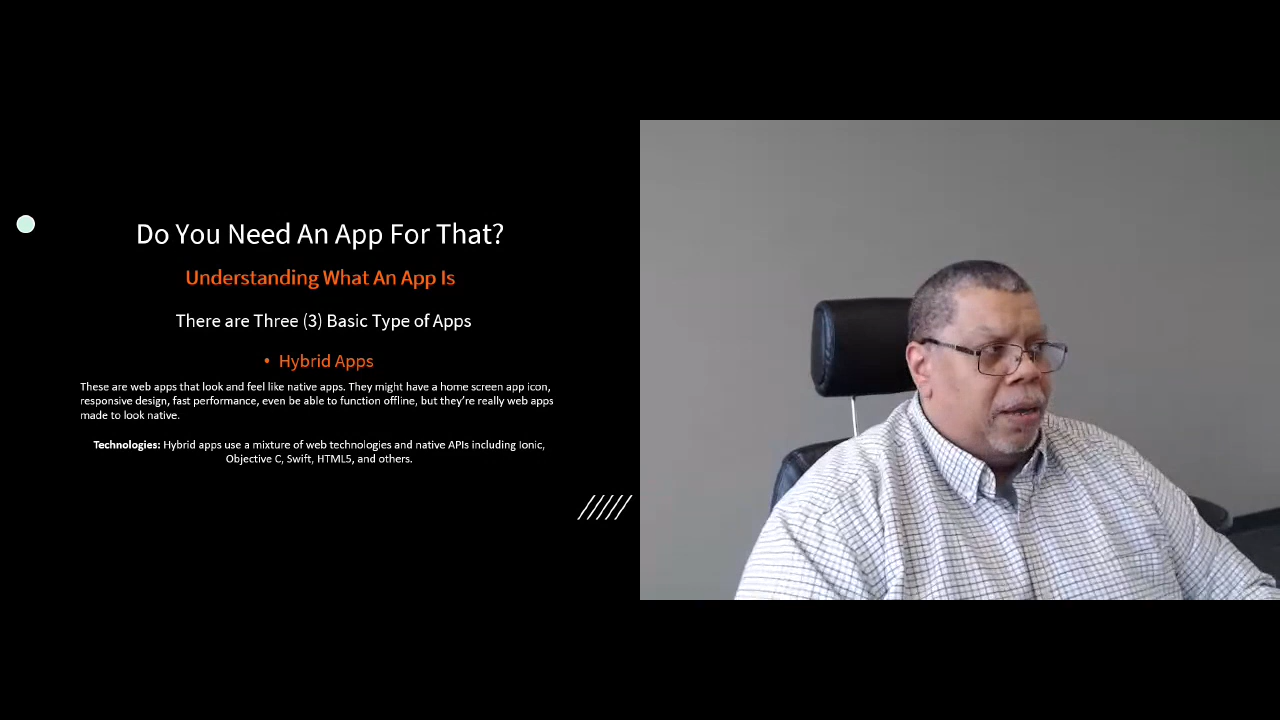 Do You Need An App For That?
Understanding What An App Is
There are Three (3) Basic Type of Apps
• Hybrid Apps
These are web apps that look and feel like native apps. They might have a home screen app icon,
responsive design, fast performance, even be able to function offline, but they’re really web apps
made to look native.
Technologies: Hybrid apps use a mixture of web technologies and native APIs including Ionic,
Objective C, Swift, HTML5, and others.